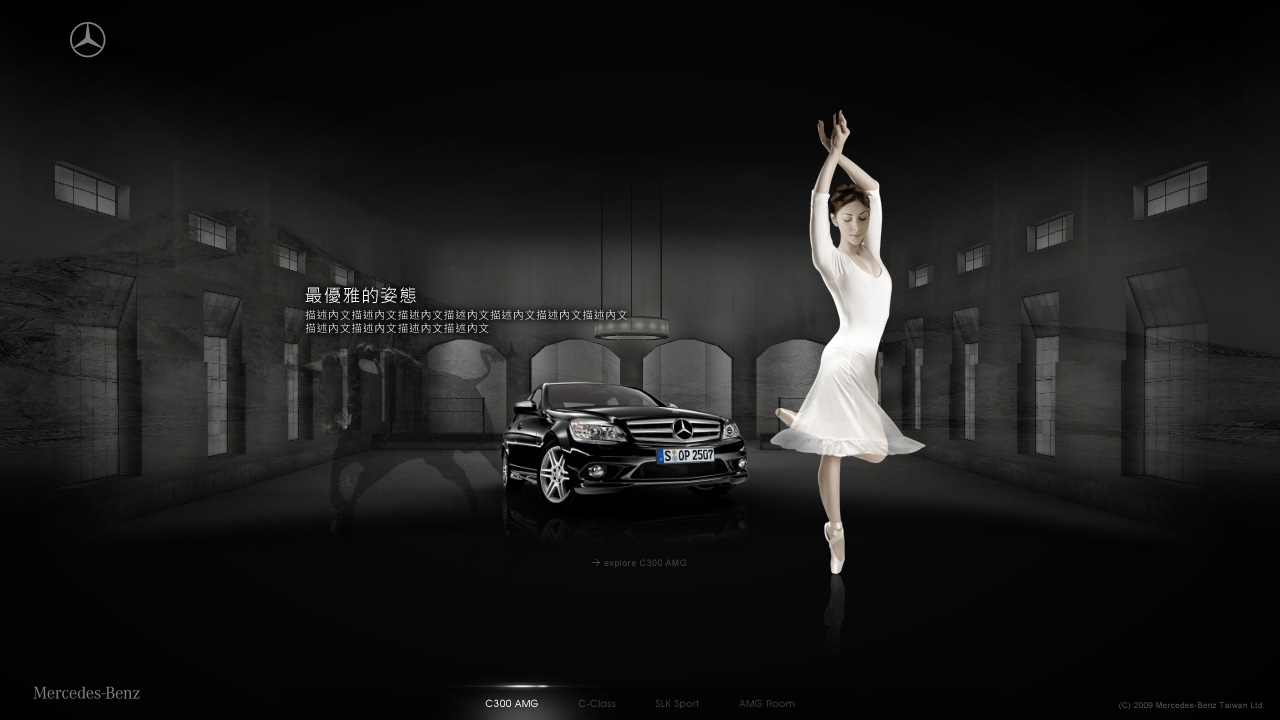 最優雅的姿態
描述內文描述內文描述內文描述內文描述內文描述內文描述內文
描述內文描述內文描述內文描述內文
S OP 2507
→ explore C300 AMG
Mercedes-Benz
C300 AMG
C-Class
SLK Sport
AMG Room
(C) 2009 Mercedes-Benz Taiwan Ltd.